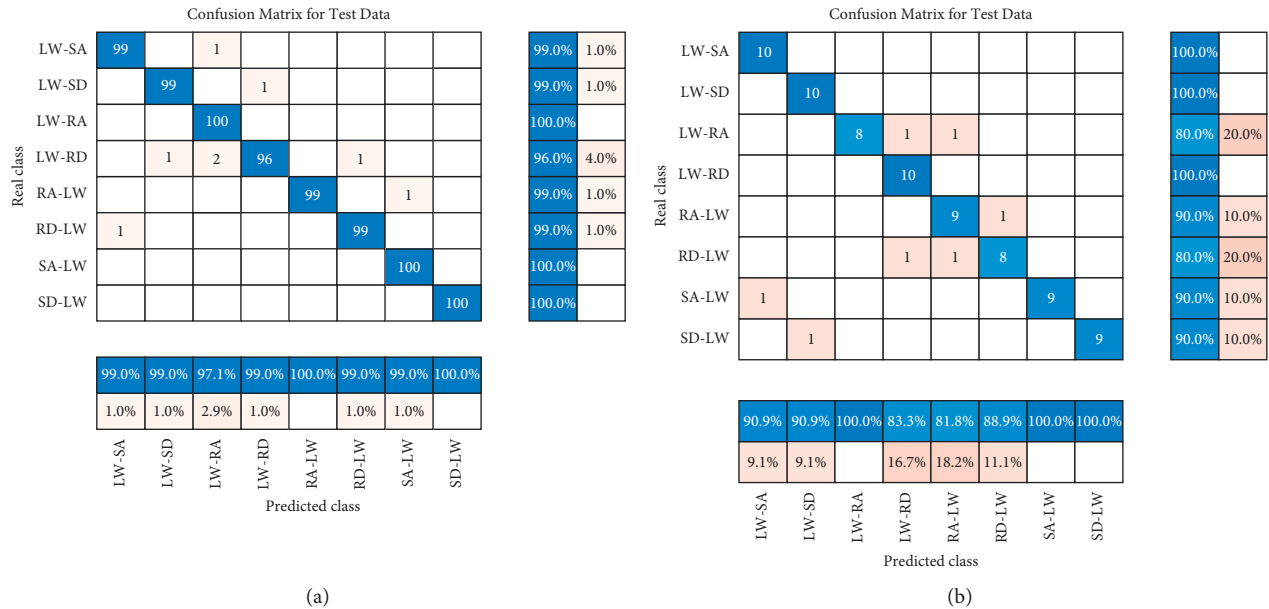 Confusion Matrix for Test Data
LW-SA 99 1 99.0% 1.0%
LW-SD 99 1 99.0% 1.0%
LW-RA 100 100.0%
LW-RD 1 2 96 1 96.0% 4.0%
RA-LW 99 1 99.0% 1.0%
RD-LW 1 99 99.0% 1.0%
SA-LW 100 100.0%
SD-LW 100 100.0%
Real class
99.0% 99.0% 97.1% 99.0% 100.0% 99.0% 99.0% 100.0%
1.0% 1.0% 2.9% 1.0% 1.0% 1.0%
LW-SA LW-SD LW-RA LW-RD RA-LW RD-LW SA-LW SD-LW
Predicted class
(a)
Confusion Matrix for Test Data
LW-SA 10 100.0%
LW-SD 10 100.0%
LW-RA 8 1 1 80.0% 20.0%
LW-RD 10 100.0%
RA-LW 9 1 90.0% 10.0%
RD-LW 1 1 8 80.0% 20.0%
SA-LW 1 9 90.0% 10.0%
SD-LW 1 9 90.0% 10.0%
Real class
90.9% 90.9% 100.0% 83.3% 81.8% 88.9% 100.0% 100.0%
9.1% 9.1% 16.7% 18.2% 11.1%
LW-SA LW-SD LW-RA LW-RD RA-LW RD-LW SA-LW SD-LW
Predicted class
(b)